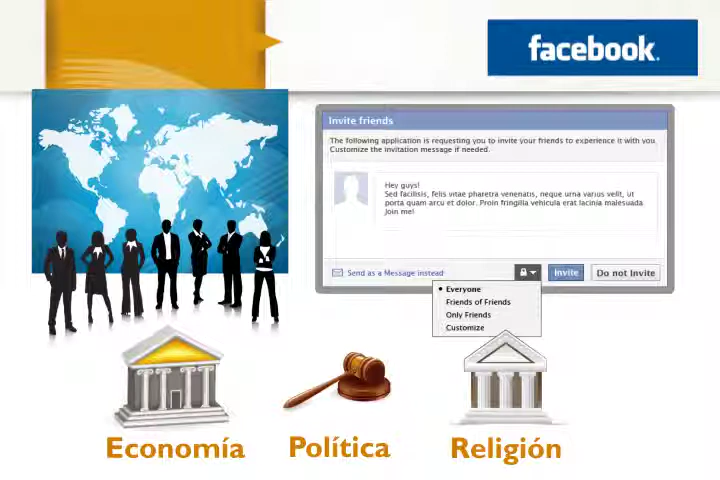 facebook.
Invite friends
The following application is requesting you to invite your friends to experience it with you
Customize the invitation message if needed.
Hey guys!
Sed facilisis, felis vitae pharetra venenatis, neque urna varius velit, ut
porta quam arcu et dolor. Proin fringilla vehicula erat lacinia malesuada.
Join me!
Send as a Message instead
Invite
Do not Invite
Everyone
Friends of Friends
Only Friends
Customize
Economía
Política
Religión